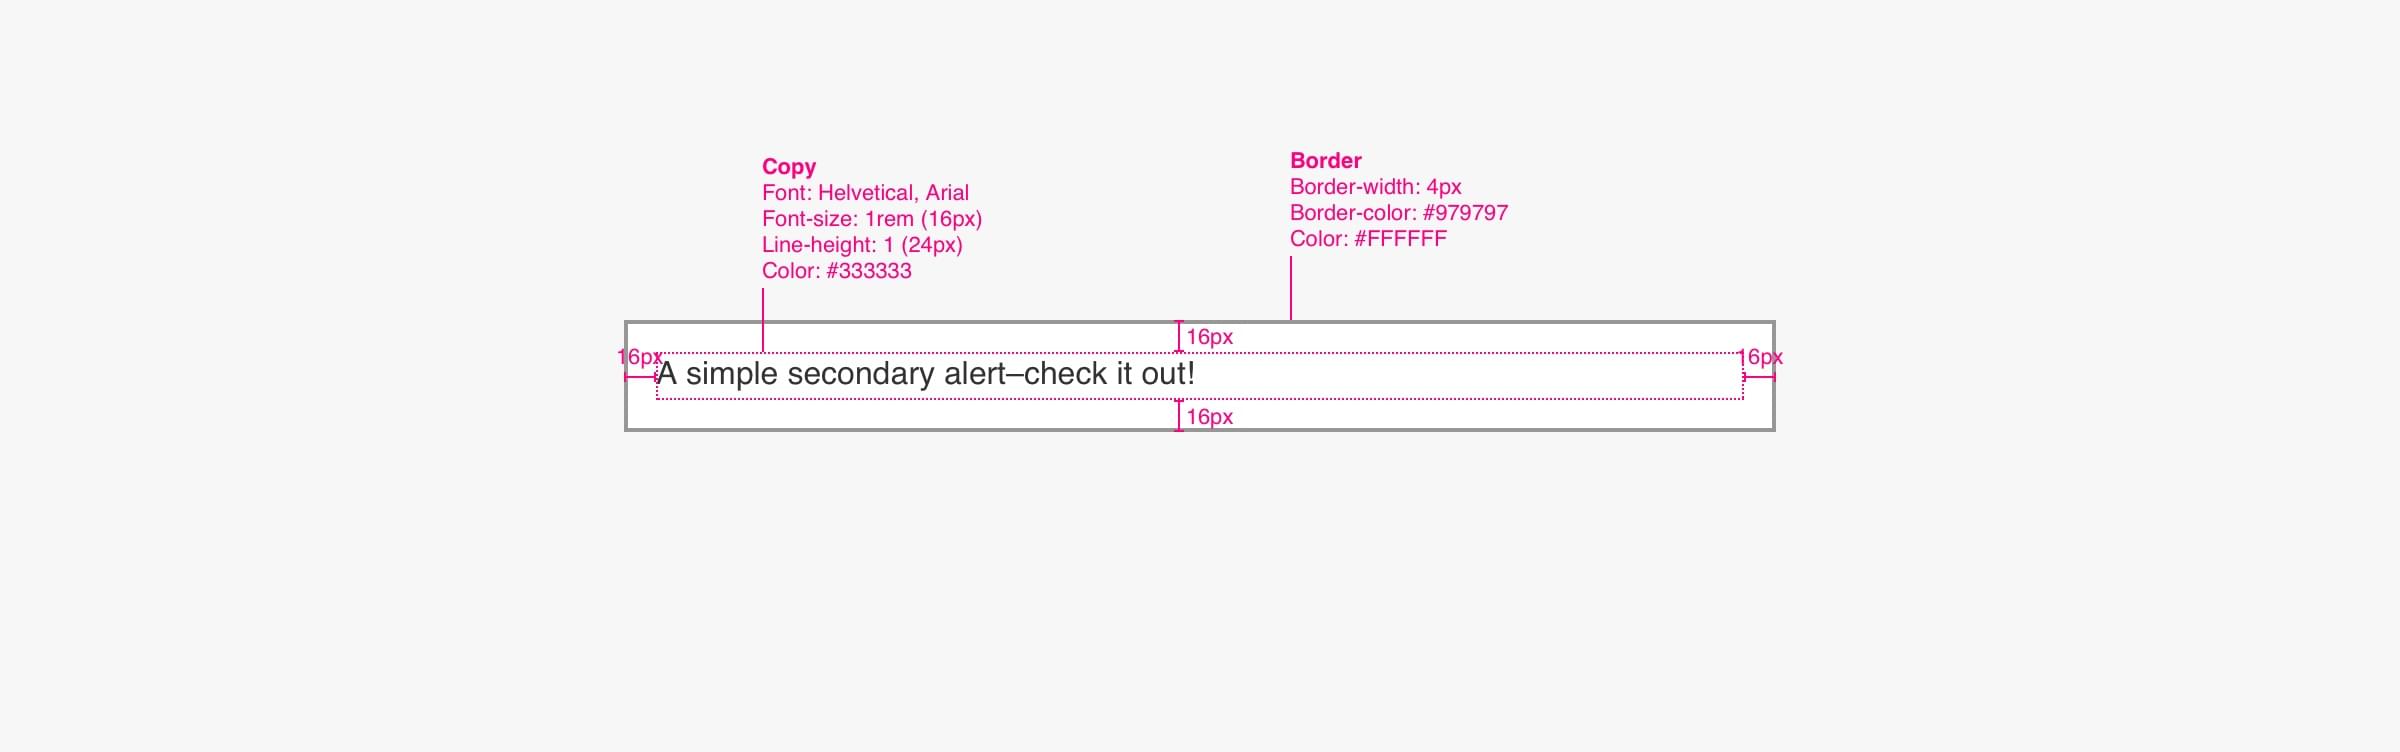 Copy
Font: Helvetical, Arial
Font-size: 1rem (16px)
Line-height: 1 (24px)
Color: #333333
Border
Border-width: 4px
Border-color: #979797
Color: #FFFFFF
16px
16px
A simple secondary alert–check it out!
16px
16px